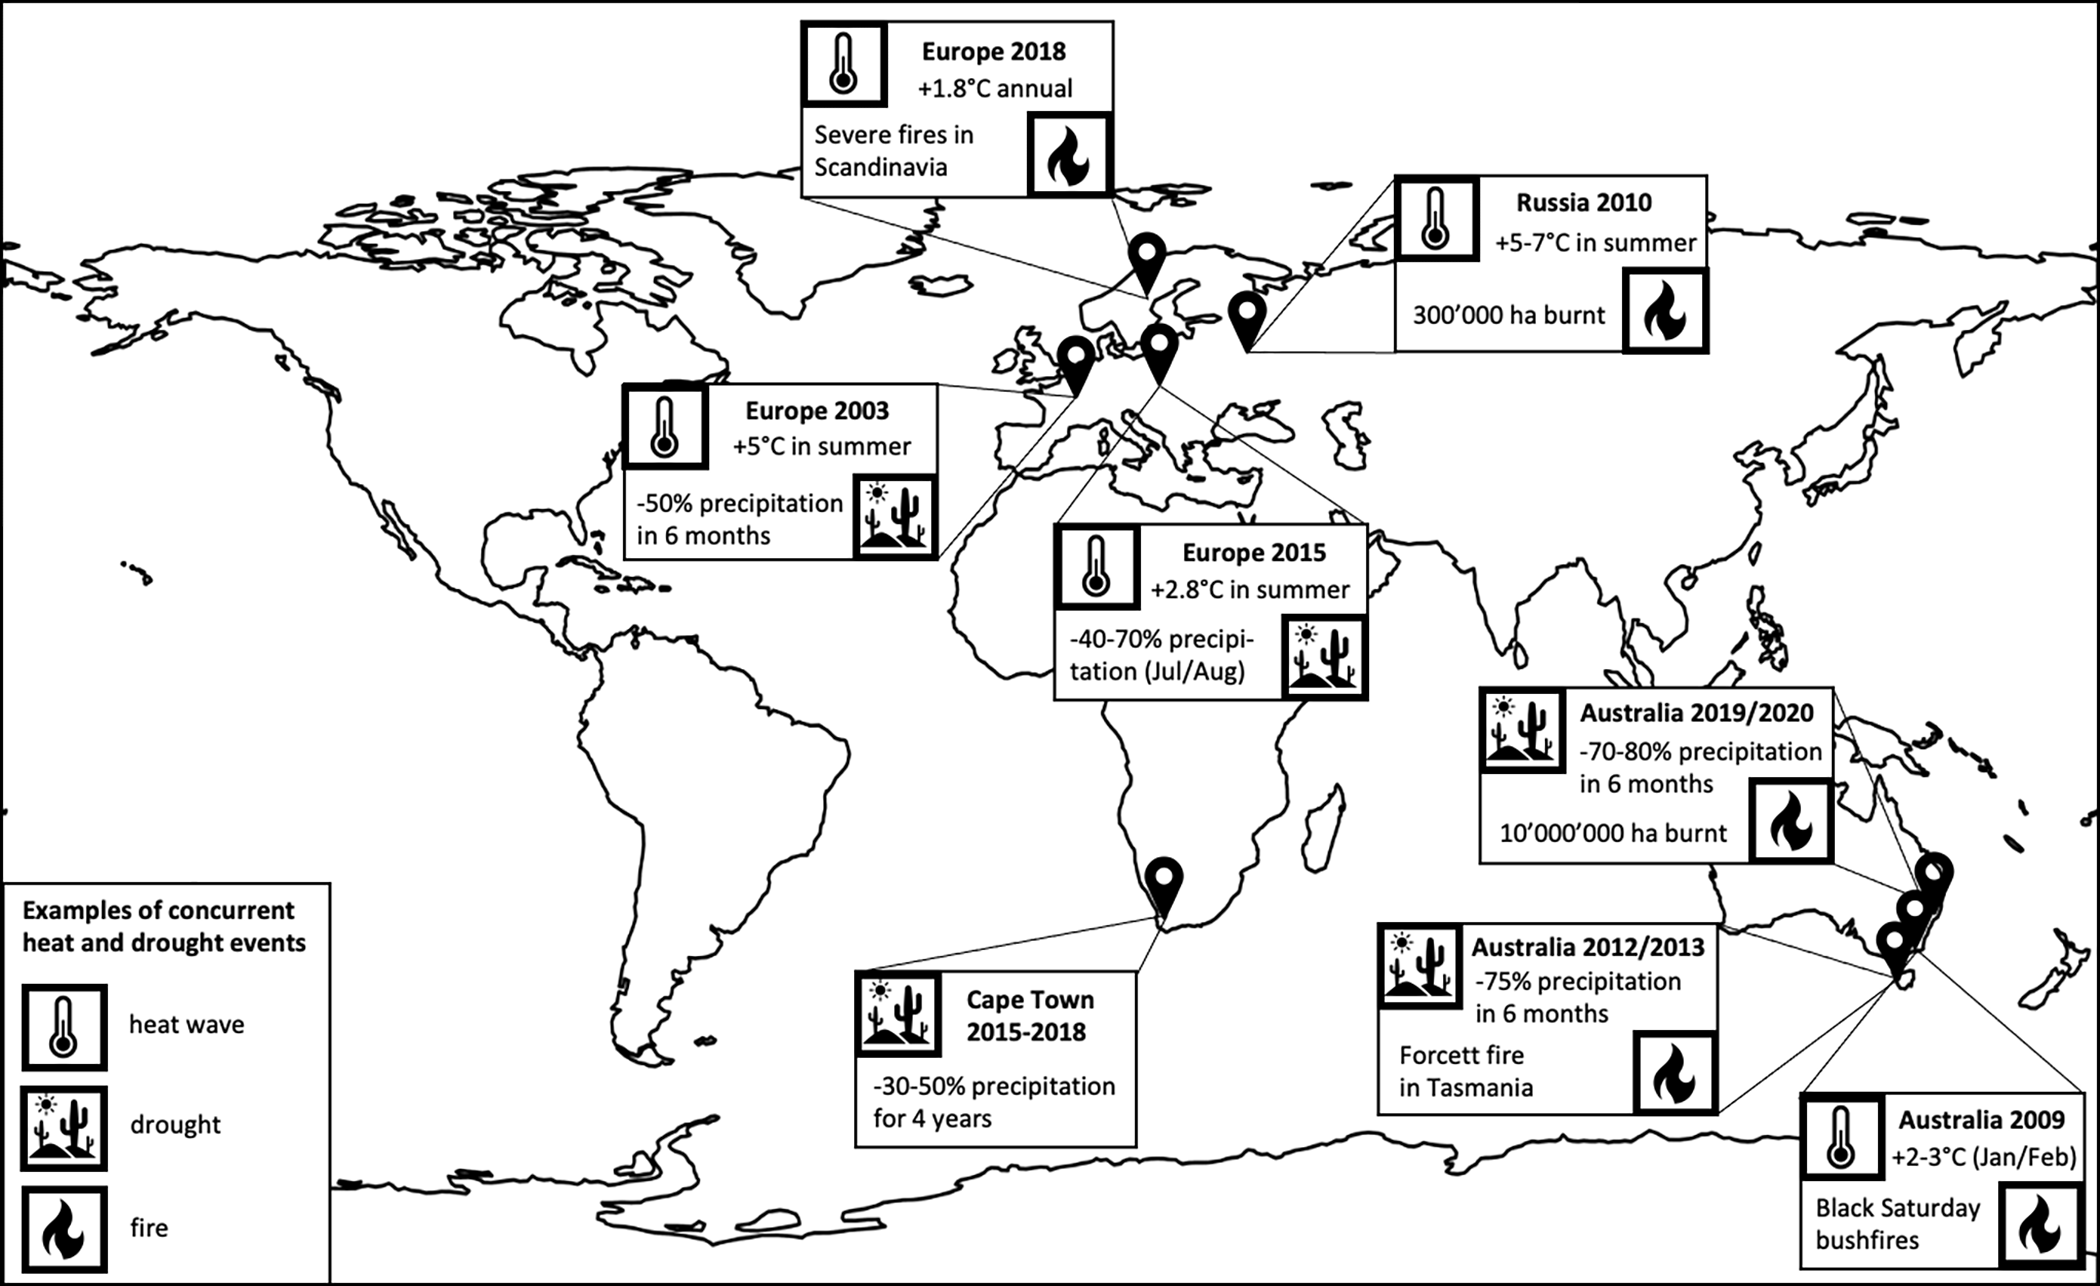 Europe 2018
+1.8°C annual
Severe fires in
Scandinavia
Russia 2010
+5-7°C in summer
300’000 ha burnt
Europe 2003
+5°C in summer
-50% precipitation
in 6 months
Europe 2015
+2.8°C in summer
-40-70% precipi-
tation (Jul/Aug)
Australia 2019/2020
-70-80% precipitation
in 6 months
10’000’000 ha burnt
Australia 2012/2013
-75% precipitation
in 6 months
Forcett fire
in Tasmania
Cape Town
2015-2018
-30-50% precipitation
for 4 years
Australia 2009
+2-3°C (Jan/Feb)
Black Saturday
bushfires
Examples of concurrent
heat and drought events
heat wave
drought
fire